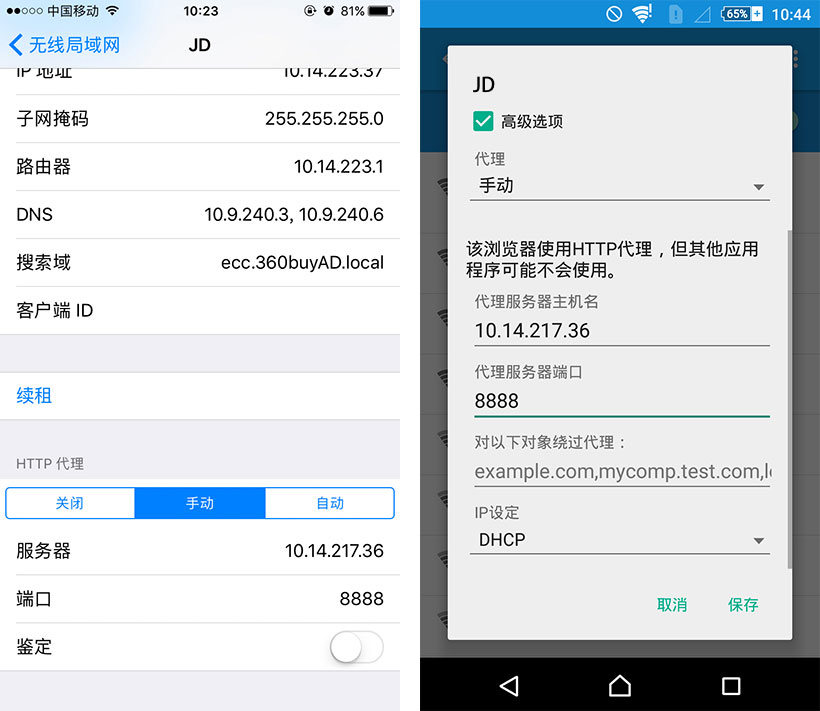 中国移动 10:23 81%
无线局域网 JD
IP 地址 10.14.223.37
子网掩码 255.255.255.0
路由器 10.14.223.1
DNS 10.9.240.3, 10.9.240.6
搜索域 ecc.360buyAD.local
客户端 ID
续租
HTTP 代理
关闭 手动 自动
服务器 10.14.217.36
端口 8888
鉴定
65% 10:44
JD
高级选项
代理
手动
该浏览器使用HTTP代理，但其他应用
程序可能不会使用。
代理服务器主机名
10.14.217.36
代理服务器端口
8888
对以下对象绕过代理：
example.com,mycomp.test.com,l
IP设定
DHCP
取消 保存